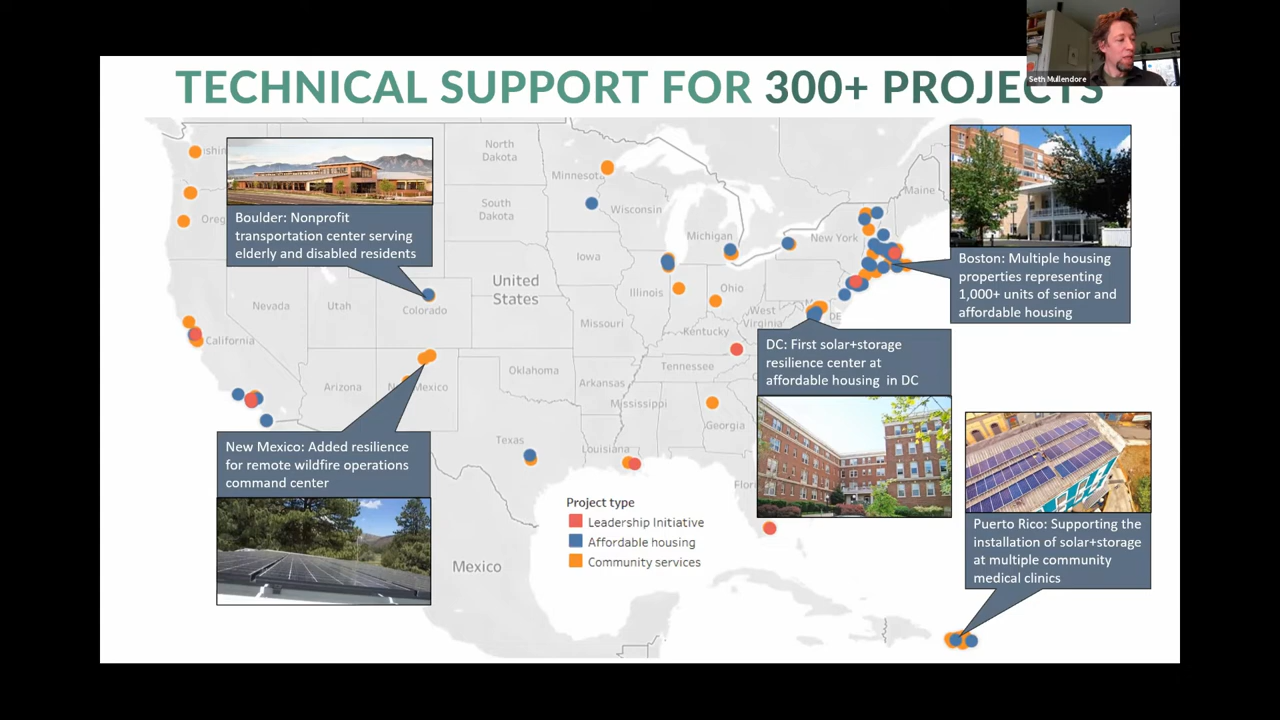 Seth Mullendore
TECHNICAL SUPPORT FOR 300+ PROJECTS
North
Dakota
Minnesota
Maine
South
Dakota
Wisconsin
Michigan
New York
Iowa
Nevada
Utah
Colorado
United
States
Illinois
Ohio
West
Virginia
DE
California
Missouri
Kentucky
Arizona
Mexico
Oklahoma
Arkansas
Tennessee
Mississippi
Georgia
Texas
Louisiana
Mexico
Boulder: Nonprofit
transportation center serving
elderly and disabled residents
Boston: Multiple housing
properties representing
1,000+ units of senior and
affordable housing
DC: First solar+storage
resilience center at
affordable housing in DC
New Mexico: Added resilience
for remote wildfire operations
command center
Project type
Leadership Initiative
Affordable housing
Community services
Puerto Rico: Supporting the
installation of solar+storage
at multiple community
medical clinics